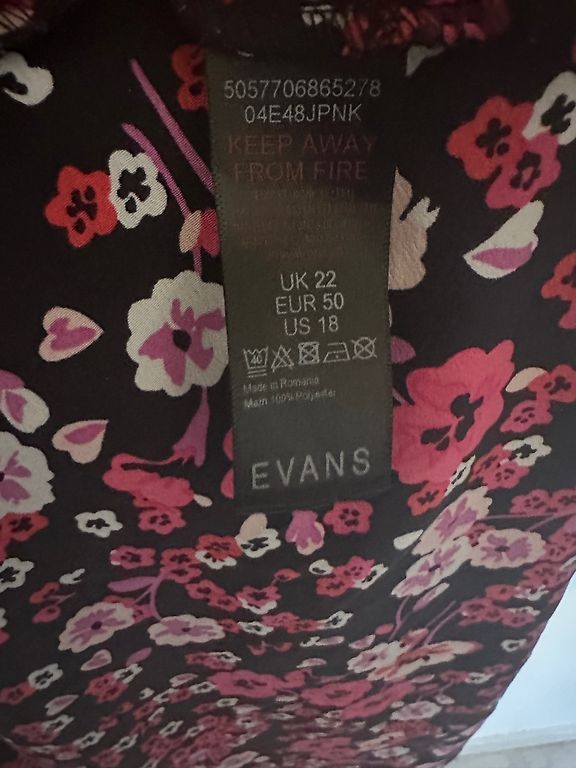 5057706865278
04E48JPNK
KEEP AWAY
FROM FIRE
UK 22
EUR 50
US 18
40
Made in Romania
Main 100% Polyester
EVANS